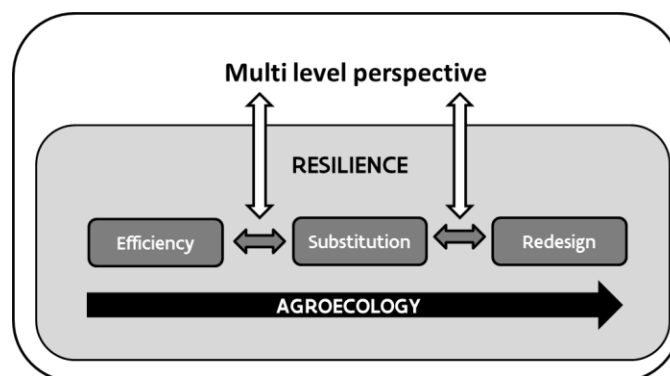 Multi level perspective
RESILIENCE
Efficiency
Substitution
Redesign
AGROECOLOGY